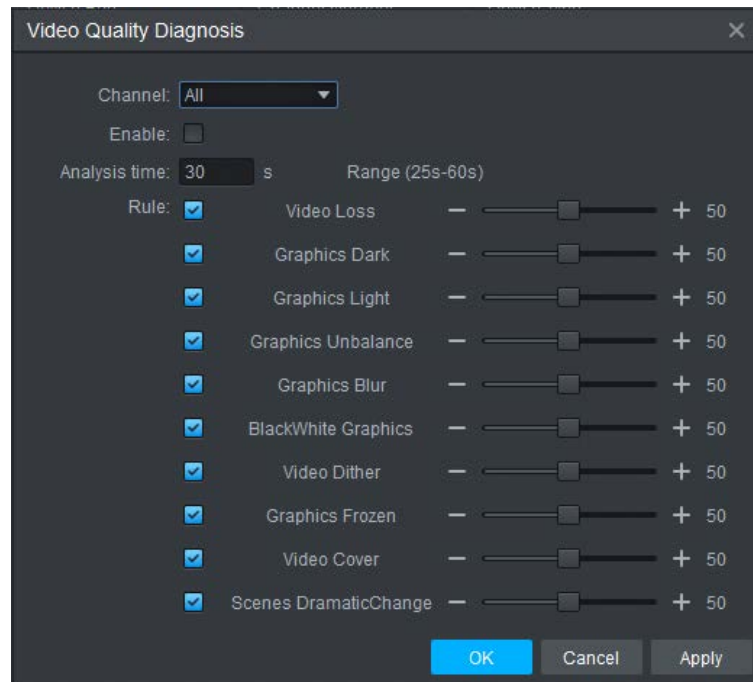 Video Quality Diagnosis
Channel: All
Enable:
Analysis time: 30 s Range (25s-60s)
Rule: Video Loss 50
Graphics Dark 50
Graphics Light 50
Graphics Unbalance 50
Graphics Blur 50
BlackWhite Graphics 50
Video Dither 50
Graphics Frozen 50
Video Cover 50
Scenes DramaticChange 50
OK Cancel Apply